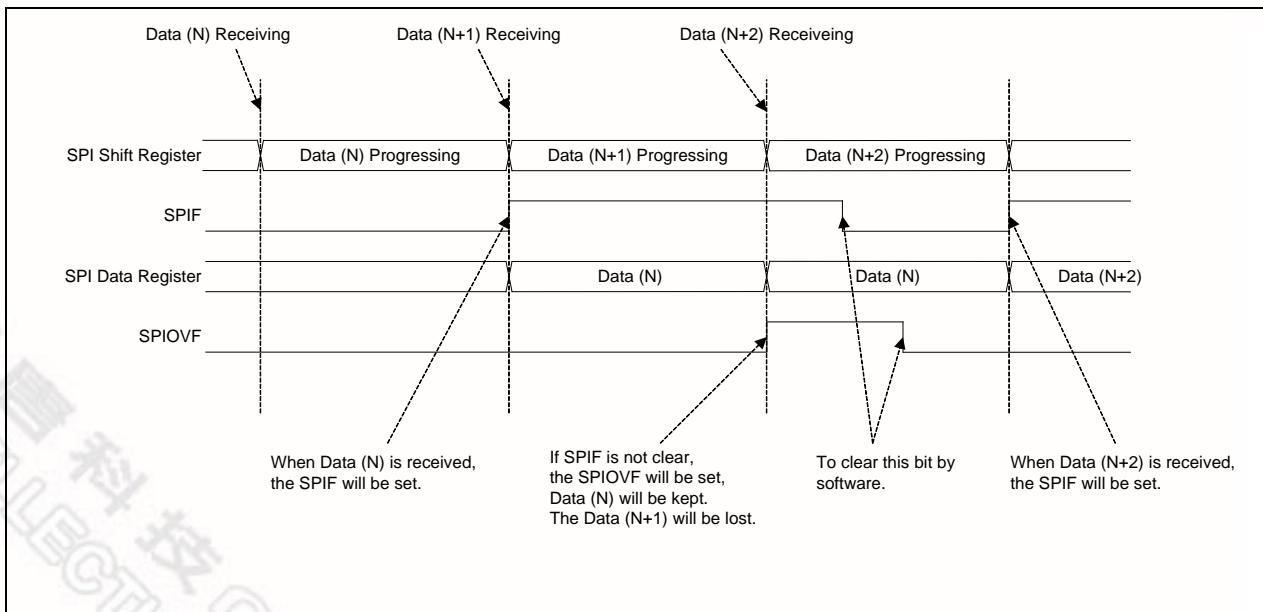 Data (N) Receiving
Data (N+1) Receiving
Data (N+2) Receiveing
SPI Shift Register
Data (N) Progressing
Data (N+1) Progressing
Data (N+2) Progressing
SPIF
SPI Data Register
Data (N)
Data (N)
Data (N+2)
SPIOVF
When Data (N) is received,
the SPIF will be set.
If SPIF is not clear,
the SPIOVF will be set,
Data (N) will be kept.
The Data (N+1) will be lost.
To clear this bit by
software.
When Data (N+2) is received,
the SPIF will be set.
科技